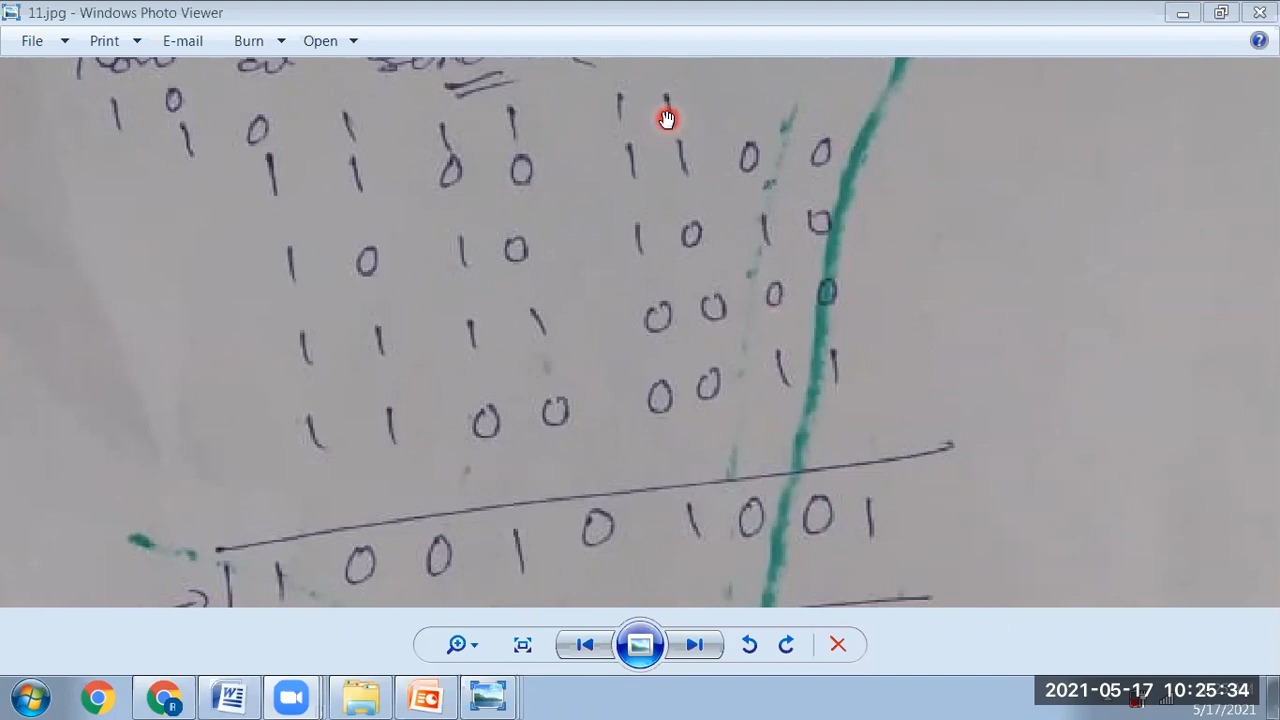 11.jpg - Windows Photo Viewer
File Print E-mail Burn Open
1 0
1 0 1 1 1 1 1
1 1 0 0 1 1 0 0
1 0 1 0 1 0 1 0
1 1 1 1 0 0 0 0
1 1 0 0 0 0 1 1
1 1 0 0 1 0 1 0 0 1
2021-05-17 10:25:34
5/17/2021